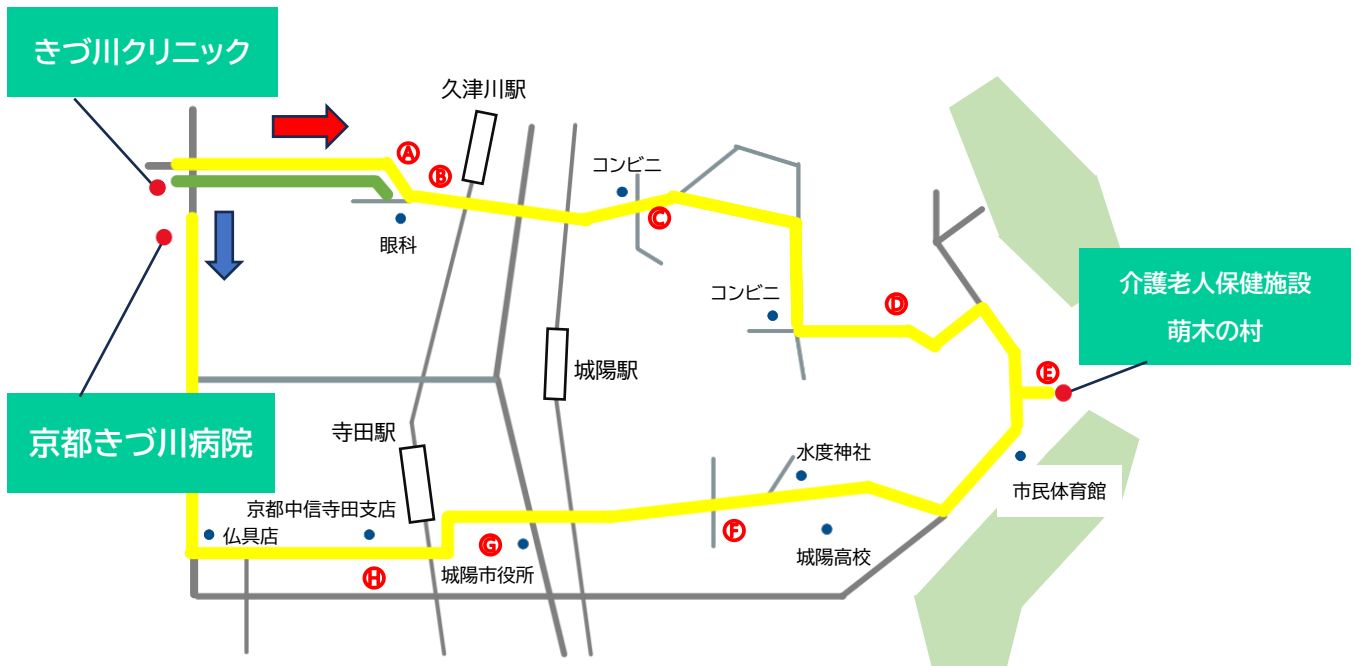 きづ川クリニック
久津川駅
Ⓐ
Ⓑ
コンビニ
Ⓒ
眼科
コンビニ
Ⓓ
介護老人保健施設
萌木の村
Ⓔ
城陽駅
京都きづ川病院
寺田駅
水度神社
市民体育館
京都中信寺田支店
仏具店
Ⓕ
城陽高校
Ⓖ
城陽市役所
Ⓗ